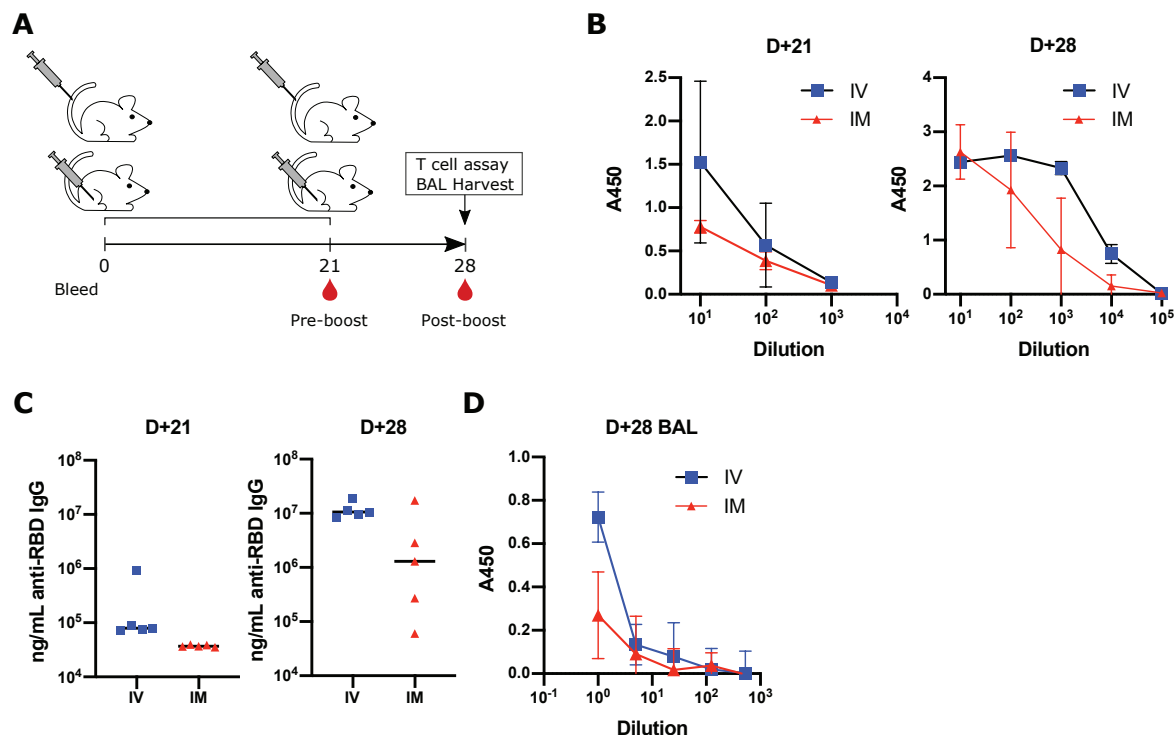 A
T cell assay
BAL Harvest
0
21
28
Bleed
Pre-boost
Post-boost
B
D+21
IV
IM
A450
2.5
2.0
1.5
1.0
0.5
0.0
10¹
10²
10³
10⁴
Dilution
D+28
IV
IM
A450
4
3
2
1
0
10¹
10²
10³
10⁴
10⁵
Dilution
C
D+21
ng/mL anti-RBD IgG
10⁸
10⁷
10⁶
10⁵
10⁴
IV
IM
D+28
ng/mL anti-RBD IgG
10⁸
10⁷
10⁶
10⁵
10⁴
IV
IM
D
D+28 BAL
IV
IM
A450
1.0
0.8
0.6
0.4
0.2
0.0
10⁻¹
10⁰
10¹
10²
10³
Dilution